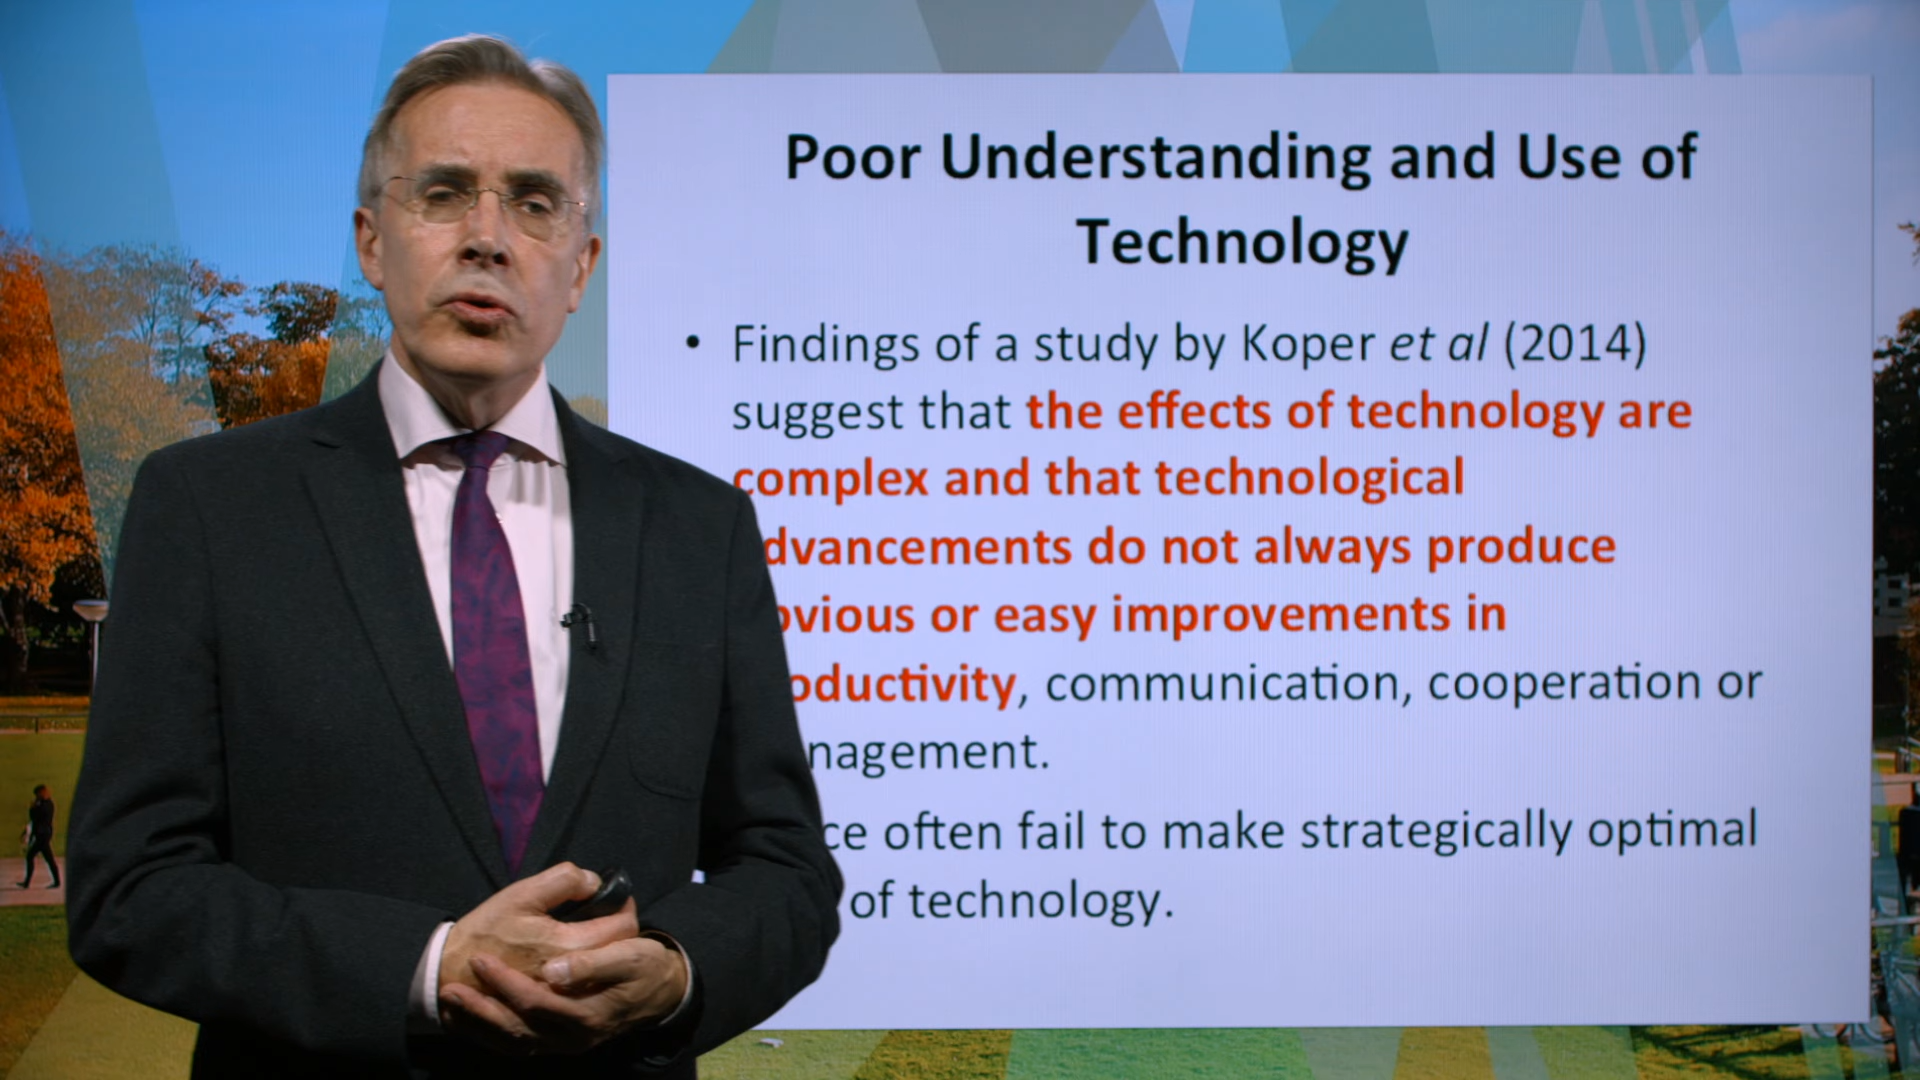 Poor Understanding and Use of
Technology
• Findings of a study by Koper et al (2014)
suggest that the effects of technology are
complex and that technological
dvancements do not always produce
vious or easy improvements in
oductivity, communication, cooperation or
nagement.
ce often fail to make strategically optimal
of technology.